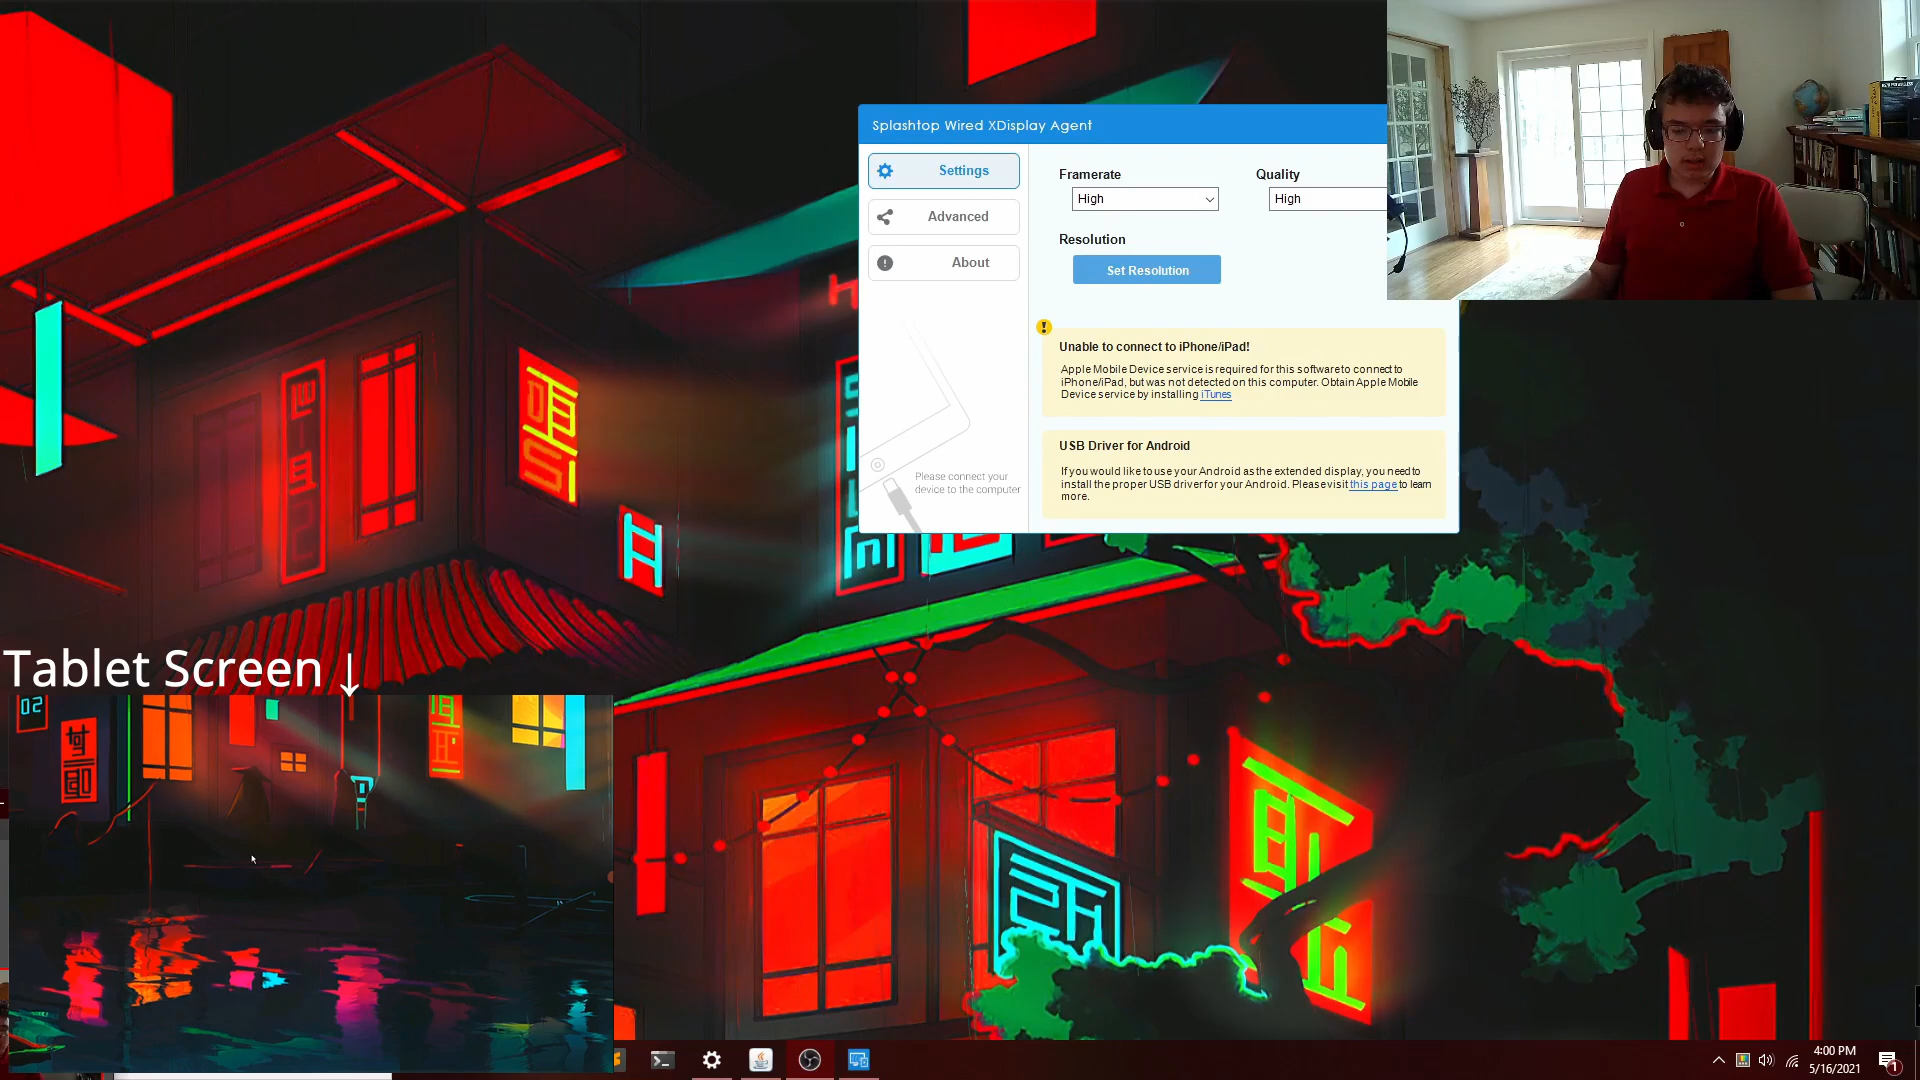 Splashtop Wired XDisplay Agent
Settings
Advanced
About
Framerate
High
Quality
High
Resolution
Set Resolution
Unable to connect to iPhone/iPad!
Apple Mobile Device service is required for this software to connect to
iPhone/iPad, but was not detected on this computer. Obtain Apple Mobile
Device service by installing iTunes
USB Driver for Android
If you would like to use your Android as the extended display, you need to
install the proper USB driver for your Android. Please visit this page to learn
more.
Please connect your
device to the computer
Tablet Screen ↓
02
4:00 PM
5/16/2021
1